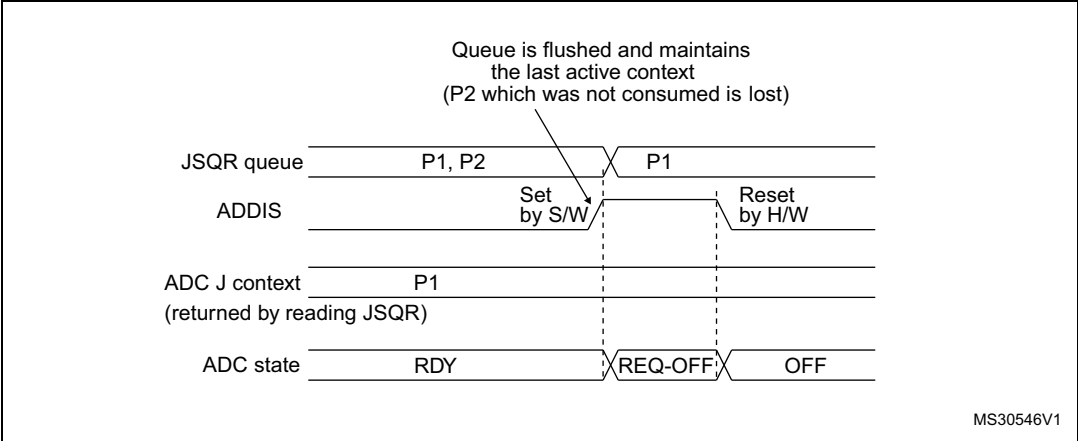 Queue is flushed and maintains
the last active context
(P2 which was not consumed is lost)
JSQR queue P1, P2 P1
ADDIS Set by S/W Reset by H/W
ADC J context P1
(returned by reading JSQR)
ADC state RDY REQ-OFF OFF
MS30546V1